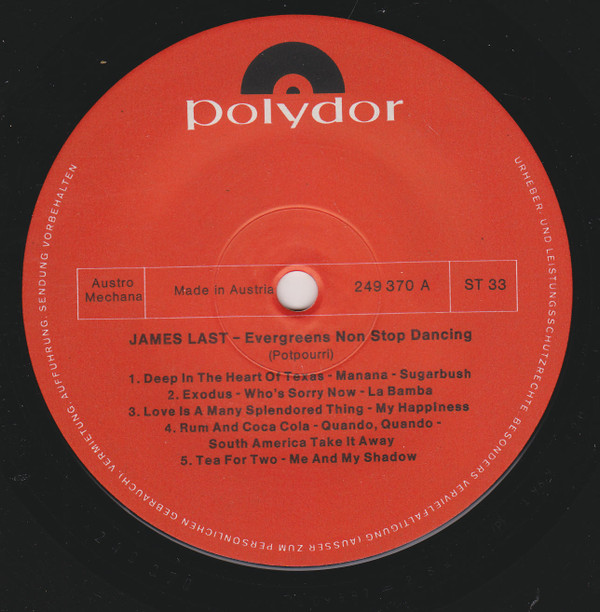 polydor
Austro
Mechana
Made in Austria
249 370 A
ST 33
JAMES LAST – Evergreens Non Stop Dancing
(Potpourri)
1. Deep In The Heart Of Texas - Manana - Sugarbush
2. Exodus - Who's Sorry Now - La Bamba
3. Love Is A Many Splendored Thing - My Happiness
4. Rum And Coca Cola - Quando, Quando -
South America Take It Away
5. Tea For Two - Me And My Shadow
URHEBER- UND LEISTUNGSSCHUTZRECHTE, BESONDERS VERVIELFÄLTIGUNG (AUSSER ZUM PERSÖNLICHEN GEBRAUCH), VERMIETUNG, AUFFÜHRUNG, SENDUNG VORBEHALTEN